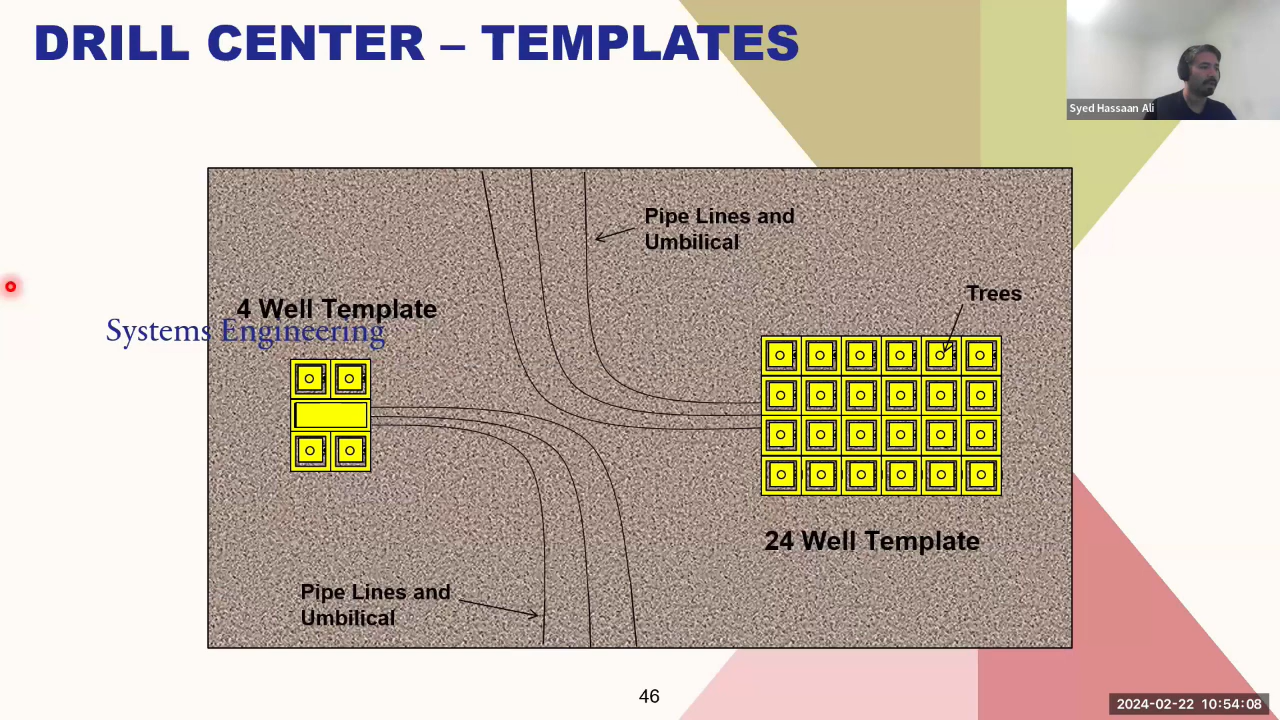 DRILL CENTER – TEMPLATES
Syed Hassaan Ali
Pipe Lines and
Umbilical
Trees
4 Well Template
Systems Engineering
24 Well Template
Pipe Lines and
Umbilical
46
2024-02-22 10:54:08